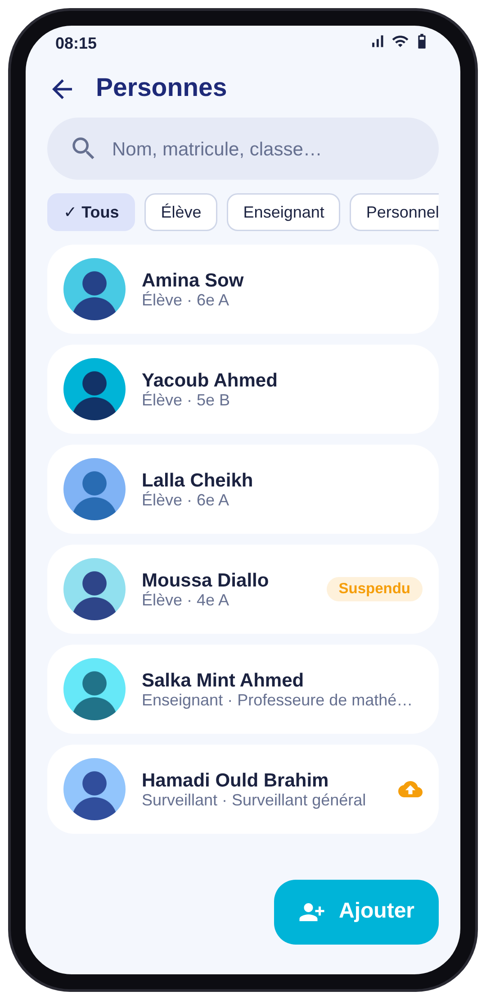 08:15
Personnes
Nom, matricule, classe…
✓ Tous
Élève
Enseignant
Personnel
Amina Sow
Élève · 6e A
Yacoub Ahmed
Élève · 5e B
Lalla Cheikh
Élève · 6e A
Moussa Diallo
Élève · 4e A
Suspendu
Salka Mint Ahmed
Enseignant · Professeure de mathé…
Hamadi Ould Brahim
Surveillant · Surveillant général
Ajouter